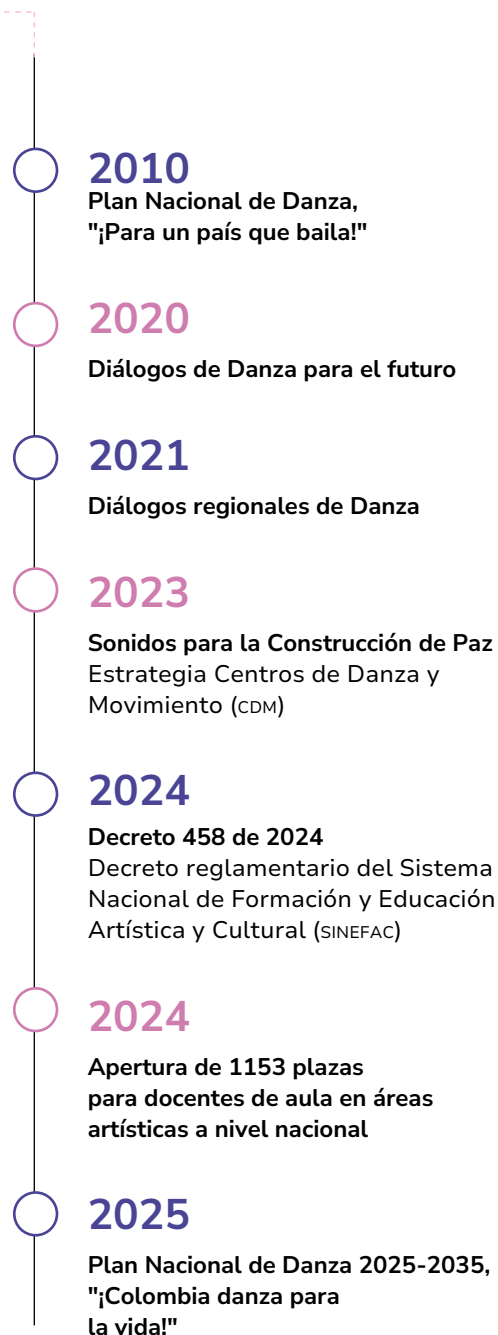 2010
Plan Nacional de Danza,
"¡Para un país que baila!"
2020
Diálogos de Danza para el futuro
2021
Diálogos regionales de Danza
2023
Sonidos para la Construcción de Paz
Estrategia Centros de Danza y
Movimiento (CDM)
2024
Decreto 458 de 2024
Decreto reglamentario del Sistema
Nacional de Formación y Educación
Artística y Cultural (SINEFAC)
2024
Apertura de 1153 plazas
para docentes de aula en áreas
artísticas a nivel nacional
2025
Plan Nacional de Danza 2025-2035,
"¡Colombia danza para
la vida!"